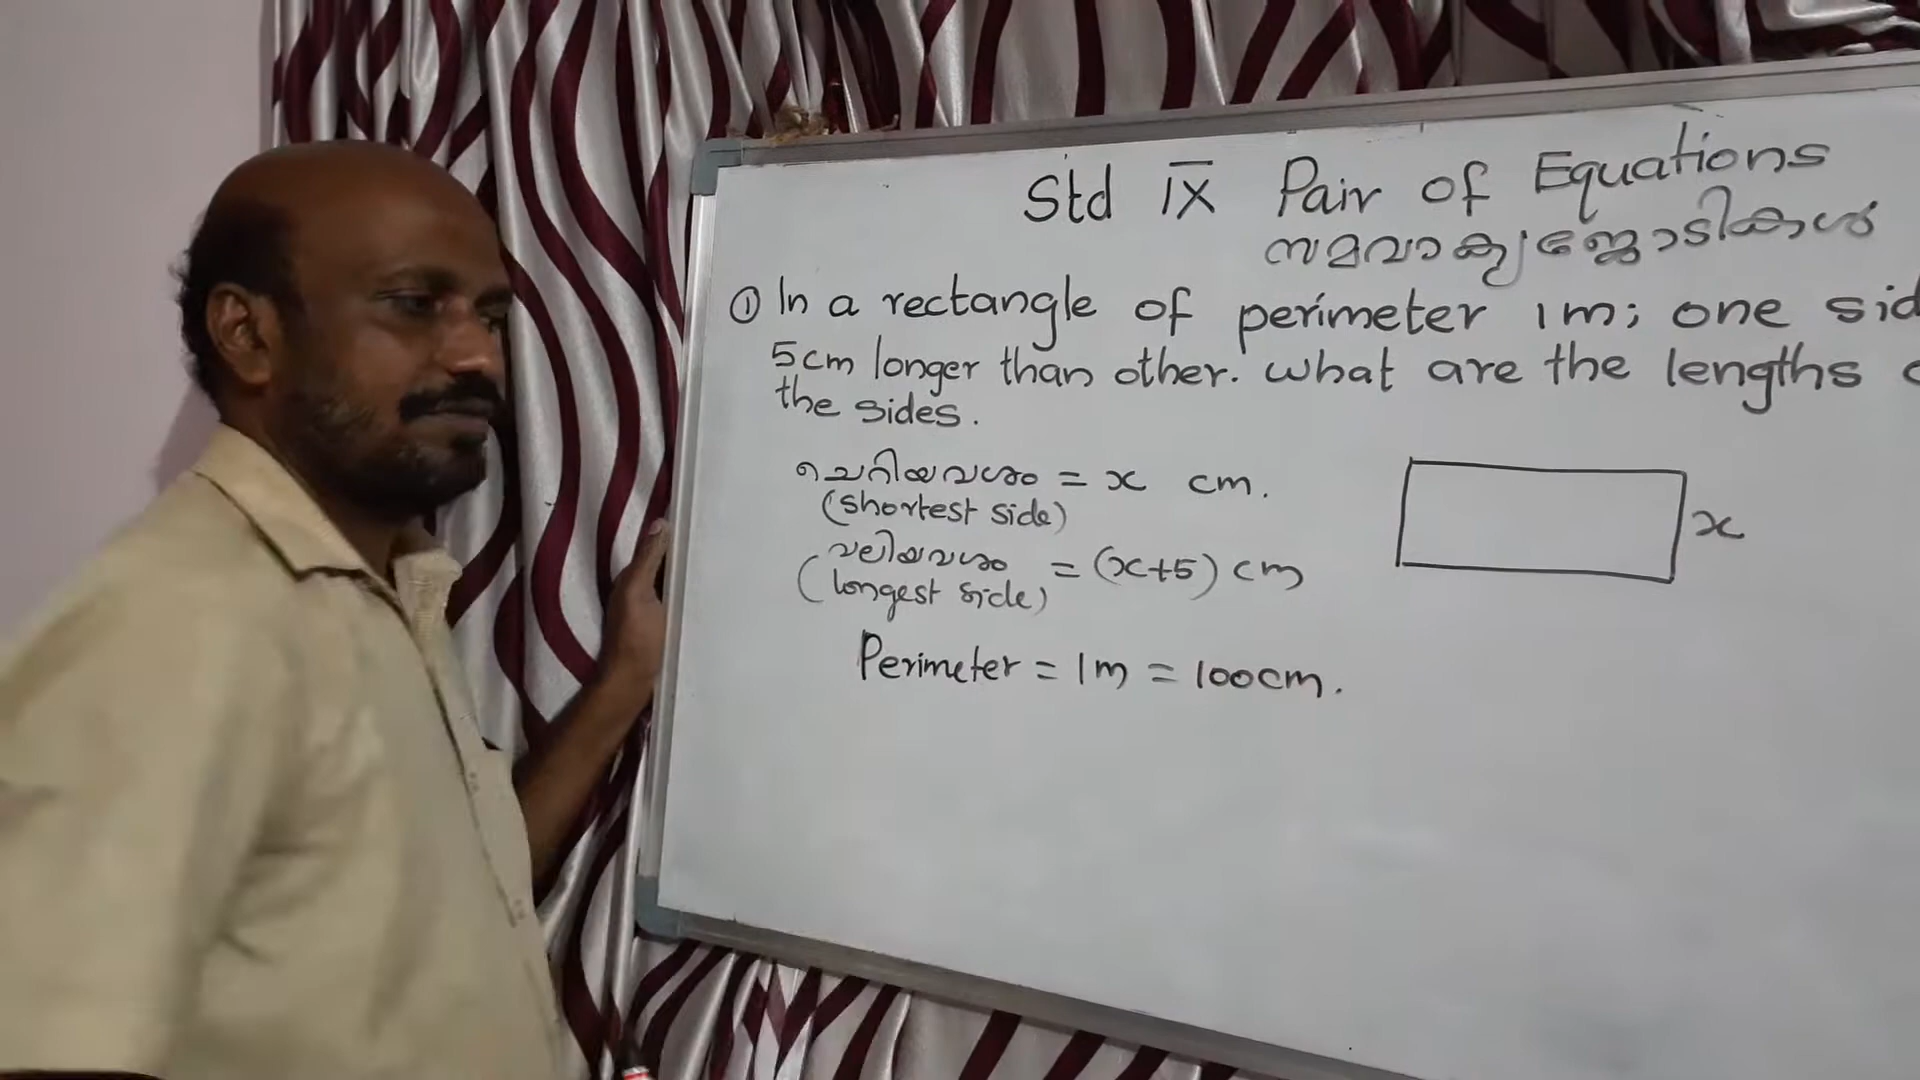 Std IX Pair of Equations
സമവാക്യജോടികൾ
① In a rectangle of perimeter 1m; one sid
5cm longer than other. what are the lengths
the sides.
ചെറിയവശം = x cm.
(shortest side)
x
വലിയവശം = (x+5) cm
(longest side)
Perimeter = 1m = 100cm.